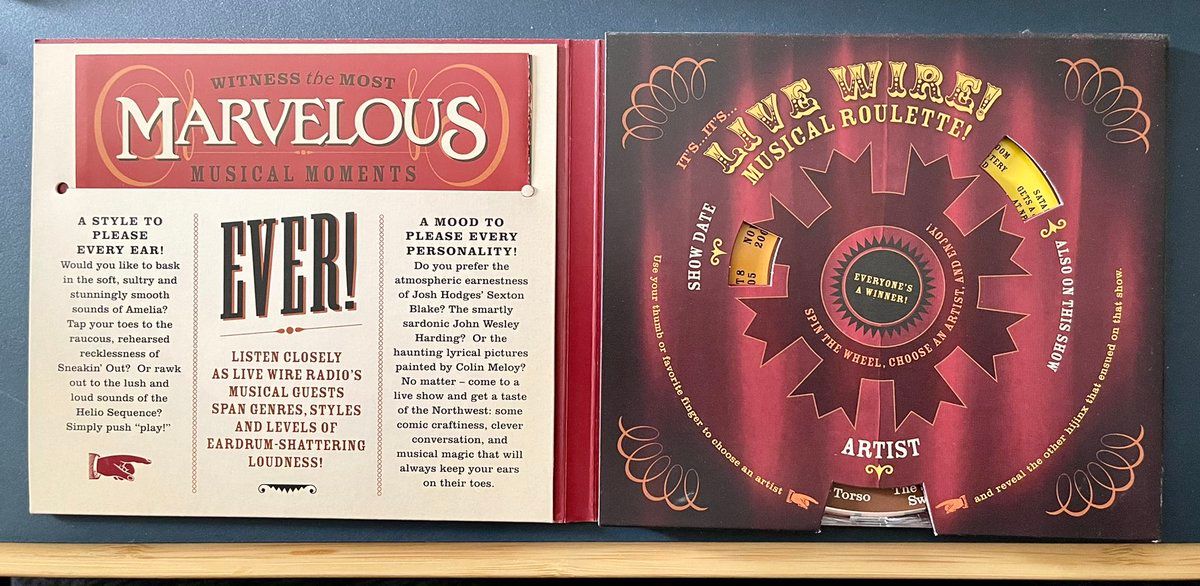 WITNESS the MOST
MARVELOUS
MUSICAL MOMENTS
A STYLE TO
PLEASE
EVERY EAR!
Would you like to bask
in the soft, sultry and
stunningly smooth
sounds of Amelia?
Tap your toes to the
raucous, rehearsed
recklessness of
Sneakin' Out? Or rawk
out to the lush and
loud sounds of the
Helio Sequence?
Simply push "play!"
EVER!
LISTEN CLOSELY
AS LIVE WIRE RADIO'S
MUSICAL GUESTS
SPAN GENRES, STYLES
AND LEVELS OF
EARDRUM-SHATTERING
LOUDNESS!
A MOOD TO
PLEASE EVERY
PERSONALITY!
Do you prefer the
atmospheric earnestness
of Josh Hodges' Sexton
Blake? The smartly
sardonic John Wesley
Harding? Or the
haunting lyrical pictures
painted by Colin Meloy?
No matter – come to a
live show and get a taste
of the Northwest: some
comic craftiness, clever
conversation, and
musical magic that will
always keep your ears
on their toes.
IT'S...IT'S...
LIVE WIRE!
MUSICAL ROULETTE!
SHOW DATE
ALSO ON THIS SHOW
GETS A
EVERYONE'S
A WINNER!
SPIN THE WHEEL, CHOOSE AN ARTIST, AND ENJOY!
ARTIST
Torso
Use your thumb or favorite finger to choose an artist
and reveal the other hijinx that ensued on that show.